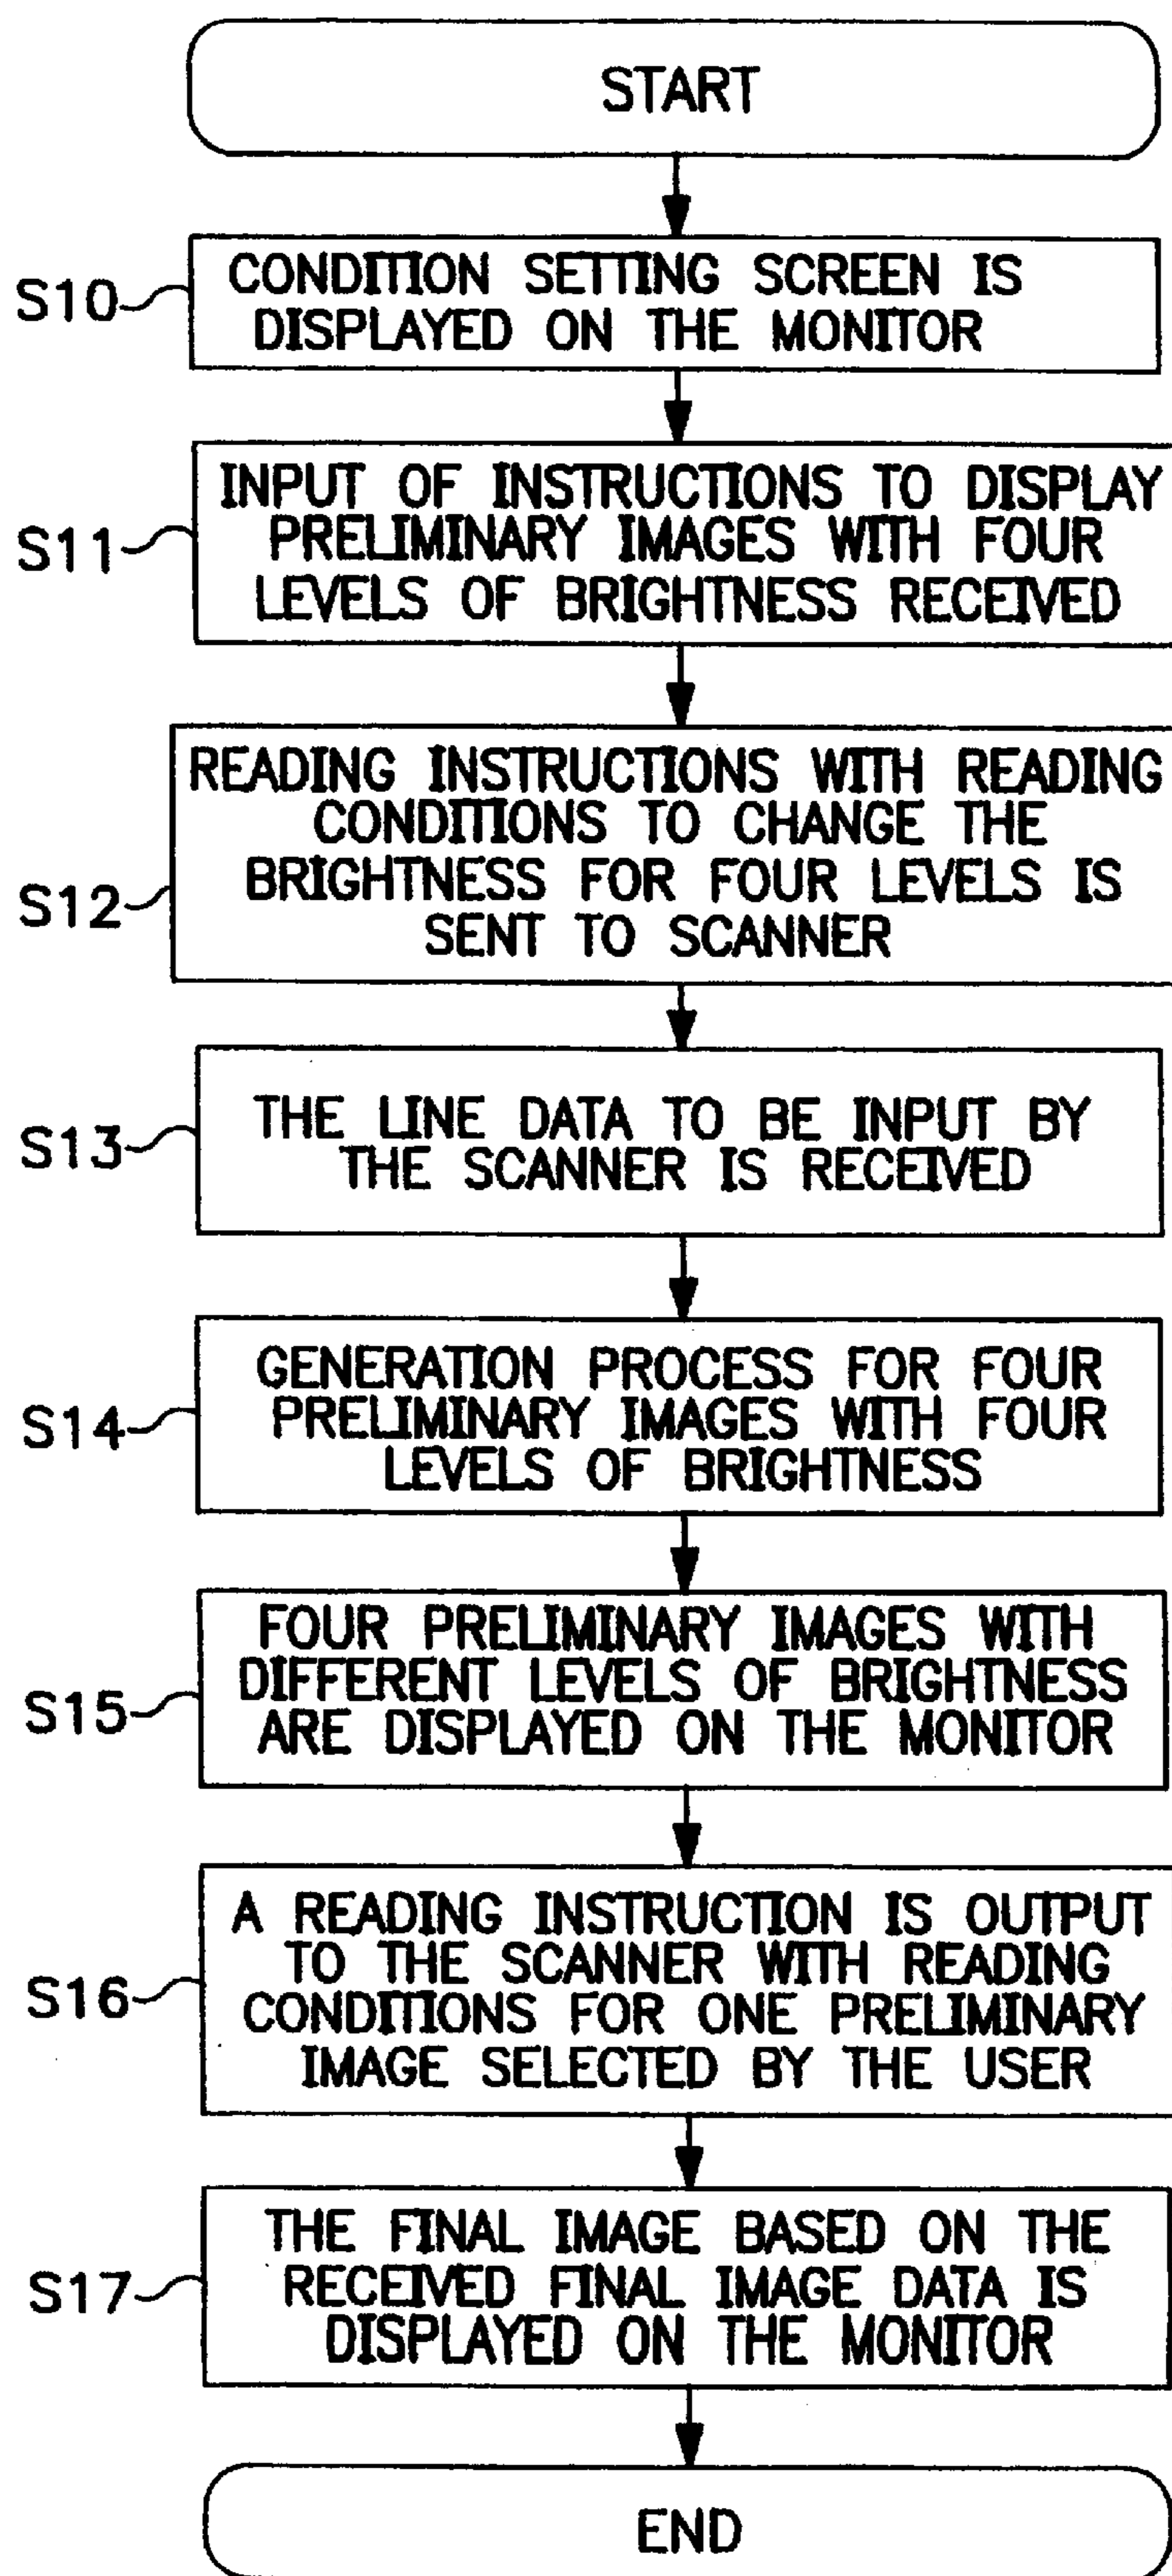 START
S10
CONDITION SETTING SCREEN IS
DISPLAYED ON THE MONITOR
S11
INPUT OF INSTRUCTIONS TO DISPLAY
PRELIMINARY IMAGES WITH FOUR
LEVELS OF BRIGHTNESS RECEIVED
S12
READING INSTRUCTIONS WITH READING
CONDITIONS TO CHANGE THE
BRIGHTNESS FOR FOUR LEVELS IS
SENT TO SCANNER
S13
THE LINE DATA TO BE INPUT BY
THE SCANNER IS RECEIVED
S14
GENERATION PROCESS FOR FOUR
PRELIMINARY IMAGES WITH FOUR
LEVELS OF BRIGHTNESS
S15
FOUR PRELIMINARY IMAGES WITH
DIFFERENT LEVELS OF BRIGHTNESS
ARE DISPLAYED ON THE MONITOR
S16
A READING INSTRUCTION IS OUTPUT
TO THE SCANNER WITH READING
CONDITIONS FOR ONE PRELIMINARY
IMAGE SELECTED BY THE USER
S17
THE FINAL IMAGE BASED ON THE
RECEIVED FINAL IMAGE DATA IS
DISPLAYED ON THE MONITOR
END